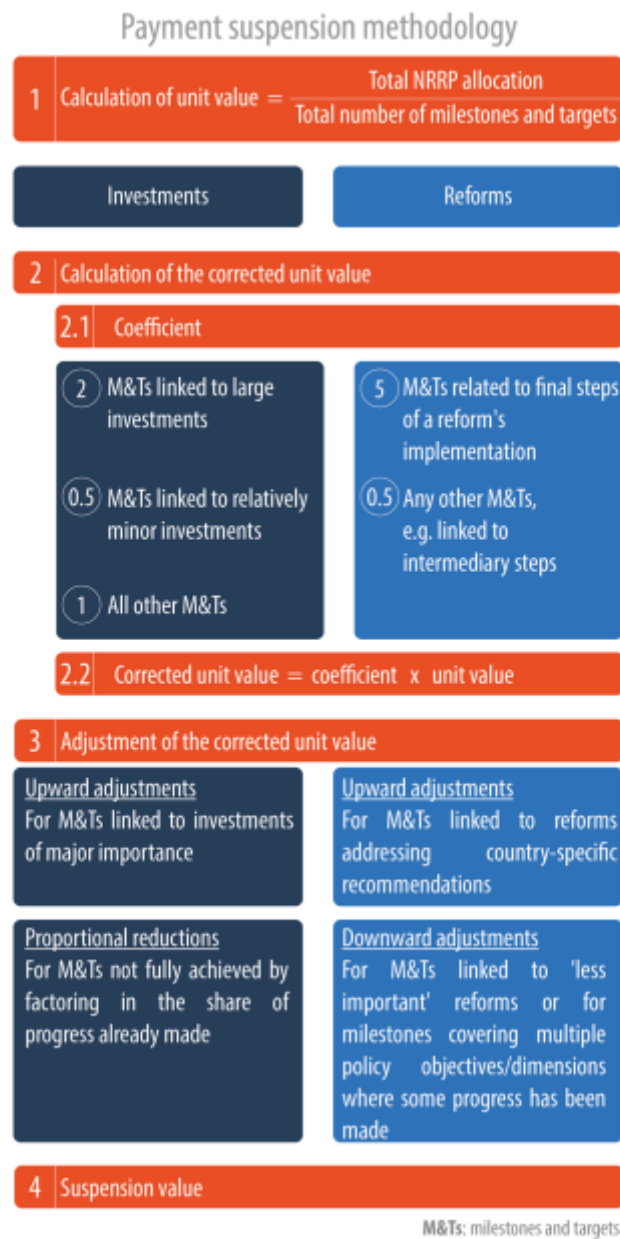 Payment suspension methodology
1 Calculation of unit value = Total NRRP allocation
Total number of milestones and targets
Investments
Reforms
2 Calculation of the corrected unit value
2.1 Coefficient
2 M&Ts linked to large
investments
0.5 M&Ts linked to relatively
minor investments
1 All other M&Ts
5 M&Ts related to final steps
of a reform's
implementation
0.5 Any other M&Ts,
e.g. linked to
intermediary steps
2.2 Corrected unit value = coefficient x unit value
3 Adjustment of the corrected unit value
Upward adjustments
For M&Ts linked to investments
of major importance
Upward adjustments
For M&Ts linked to reforms
addressing country-specific
recommendations
Proportional reductions
For M&Ts not fully achieved by
factoring in the share of
progress already made
Downward adjustments
For M&Ts linked to 'less
important' reforms or for
milestones covering multiple
policy objectives/dimensions
where some progress has been
made
4 Suspension value
M&Ts: milestones and targets